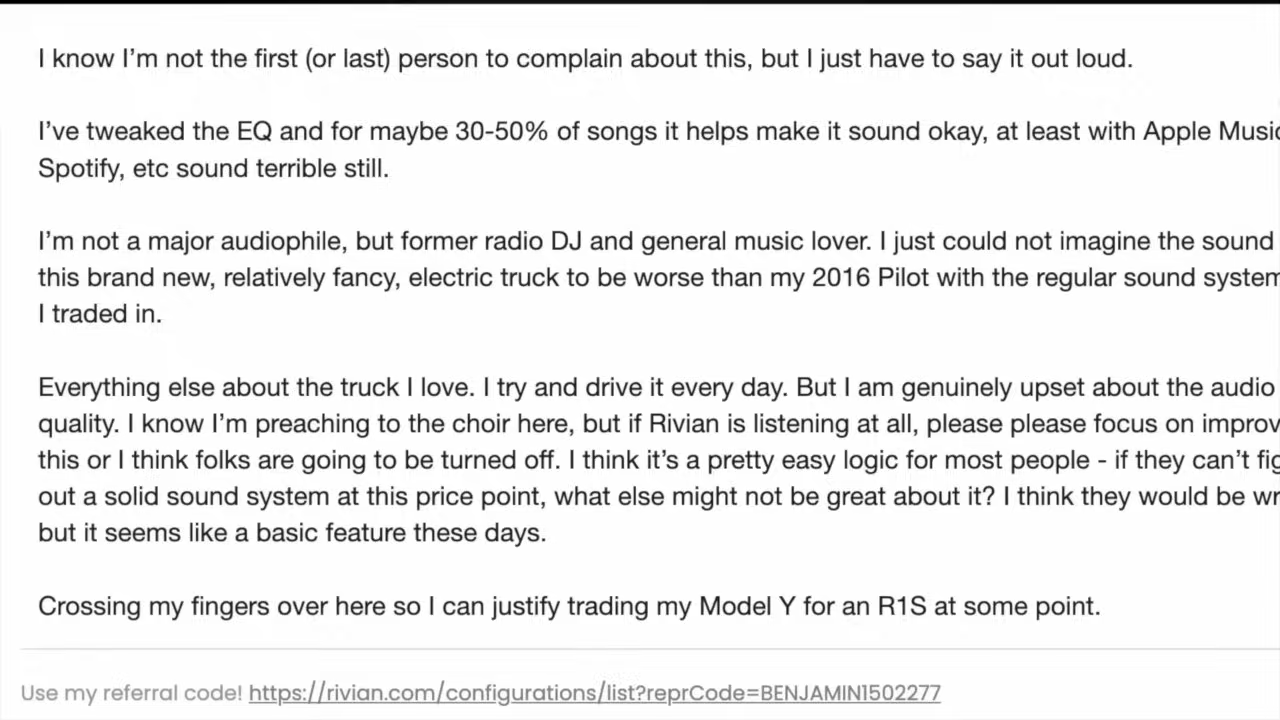 I know I'm not the first (or last) person to complain about this, but I just have to say it out loud.
I've tweaked the EQ and for maybe 30-50% of songs it helps make it sound okay, at least with Apple
Spotify, etc sound terrible still.
I'm not a major audiophile, but former radio DJ and general music lover. I just could not imagine the sound
this brand new, relatively fancy, electric truck to be worse than my 2016 Pilot with the regular sound
I traded in.
Everything else about the truck I love. I try and drive it every day. But I am genuinely upset about the audio
quality. I know I'm preaching to the choir here, but if Rivian is listening at all, please please focus on
this or I think folks are going to be turned off. I think it's a pretty easy logic for most people - if they can't
out a solid sound system at this price point, what else might not be great about it? I think they would be
but it seems like a basic feature these days.
Crossing my fingers over here so I can justify trading my Model Y for an R1S at some point.
Use my referral code! https://rivian.com/configurations/list?reprCode=BENJAMIN1502277